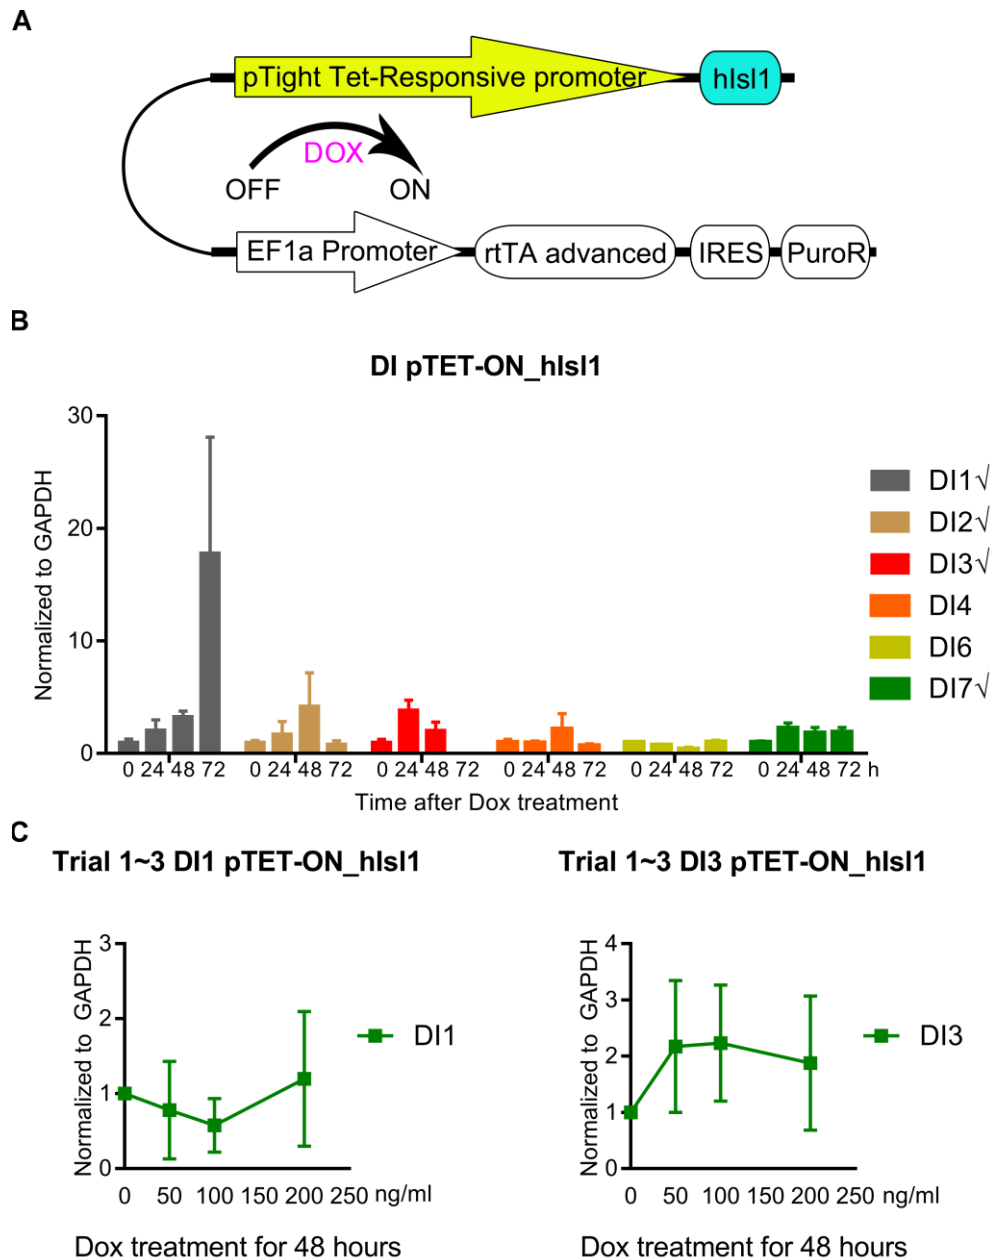 A
pTight Tet-Responsive promoter hIsl1
DOX
OFF ON
EF1a Promoter rtTA advanced IRES PuroR
B
DI pTET-ON_hIsl1
30
20
10
0
Normalized to GAPDH
0 24 48 72 0 24 48 72 0 24 48 72 0 24 48 72 0 24 48 72 0 24 48 72 h
Time after Dox treatment
DI1√
DI2√
DI3√
DI4
DI6
DI7√
C
Trial 1~3 DI1 pTET-ON_hIsl1
3
2
1
0
Normalized to GAPDH
DI1
0 50 100 150 200 250 ng/ml
Dox treatment for 48 hours
Trial 1~3 DI3 pTET-ON_hIsl1
4
3
2
1
0
Normalized to GAPDH
DI3
0 50 100 150 200 250 ng/ml
Dox treatment for 48 hours